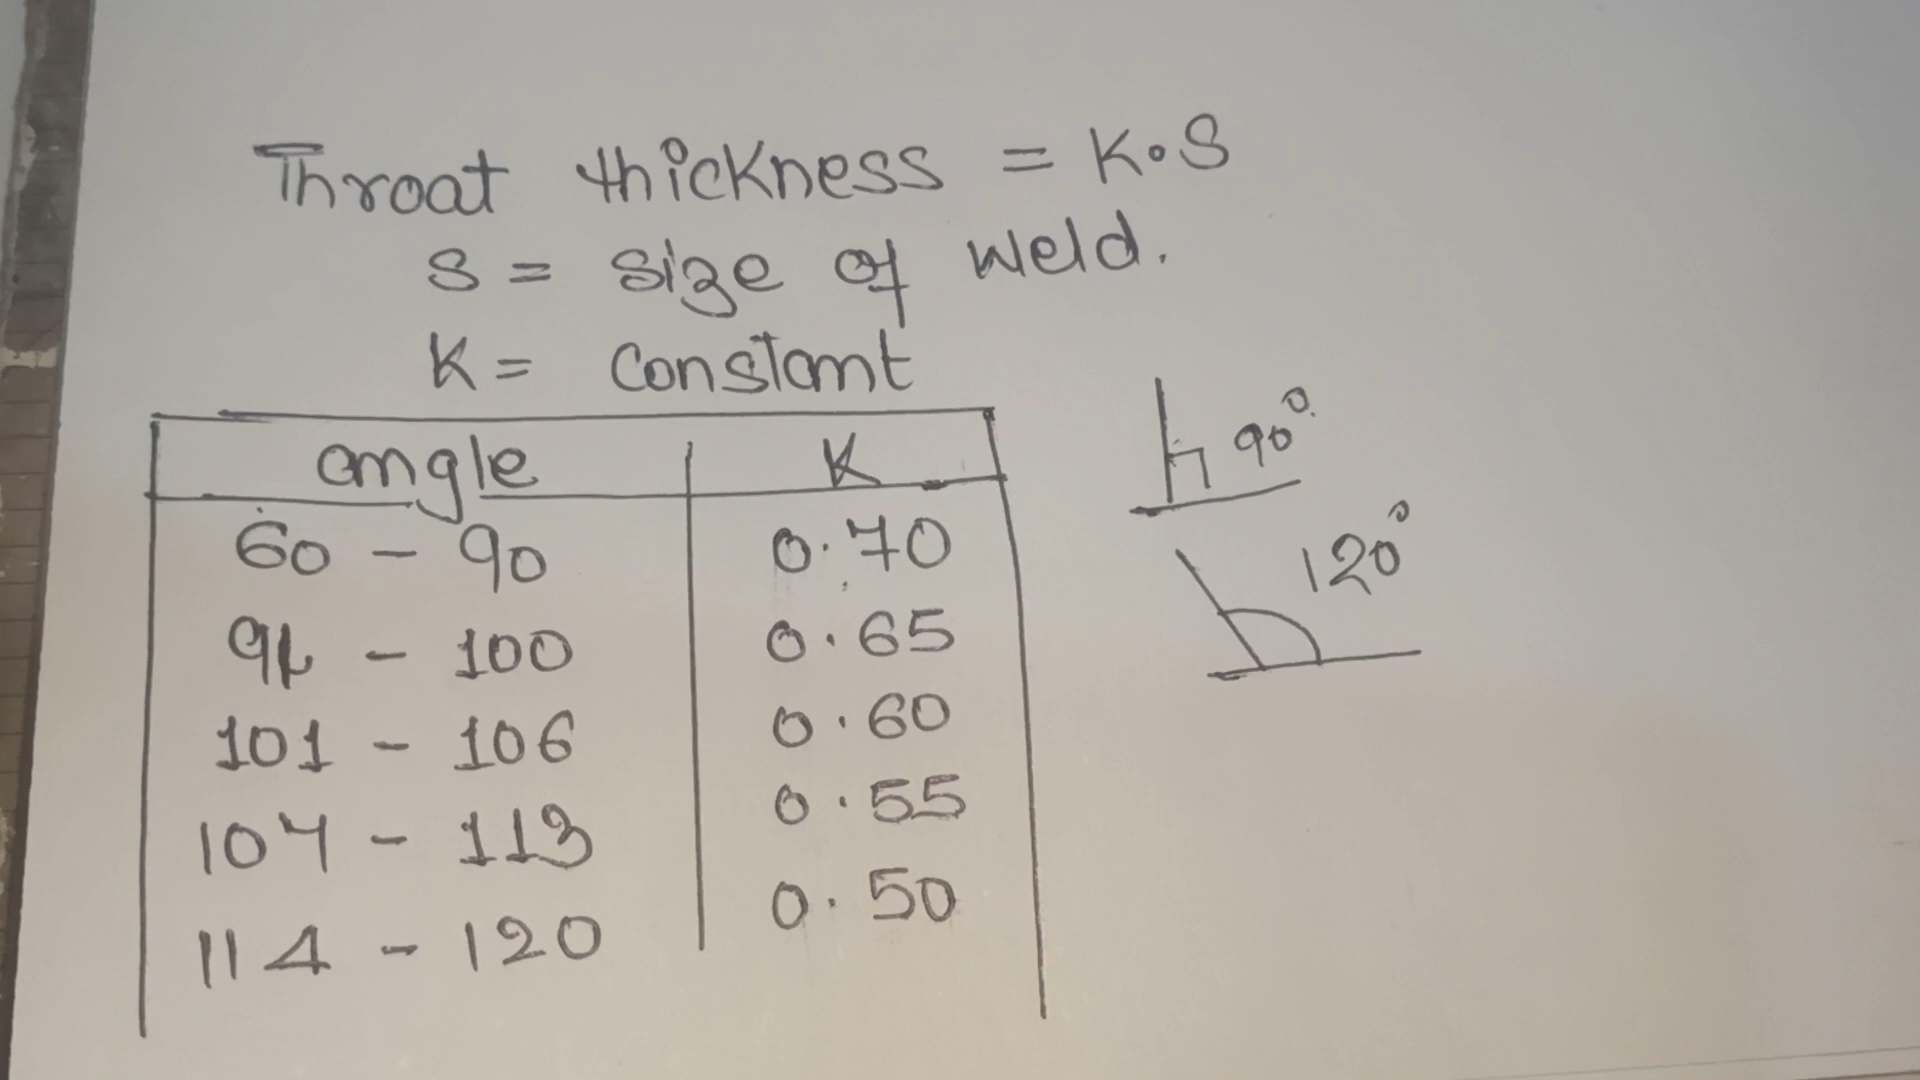 Throat thickness = K.S
S = size of weld.
K = constant
angle K
60 - 90 0.70
91 - 100 0.65
101 - 106 0.60
107 - 113 0.55
114 - 120 0.50
90°
120°